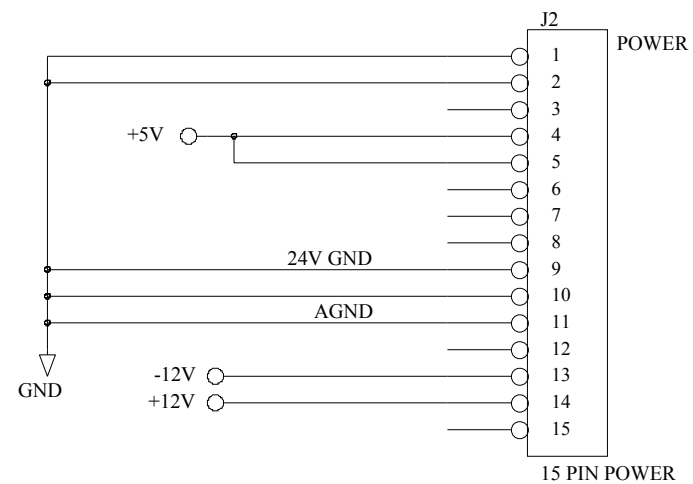 J2
POWER
1
2
3
+5V 4
5
6
7
8
24V GND 9
10
AGND 11
12
GND
-12V 13
+12V 14
15
15 PIN POWER